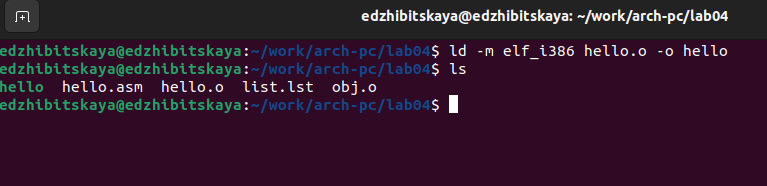 edzhibitskaya@edzhibitskaya: ~/work/arch-pc/lab04
edzhibitskaya@edzhibitskaya:~/work/arch-pc/lab04$ ld -m elf_i386 hello.o -o hello
edzhibitskaya@edzhibitskaya:~/work/arch-pc/lab04$ ls
hello  hello.asm  hello.o  list.lst  obj.o
edzhibitskaya@edzhibitskaya:~/work/arch-pc/lab04$